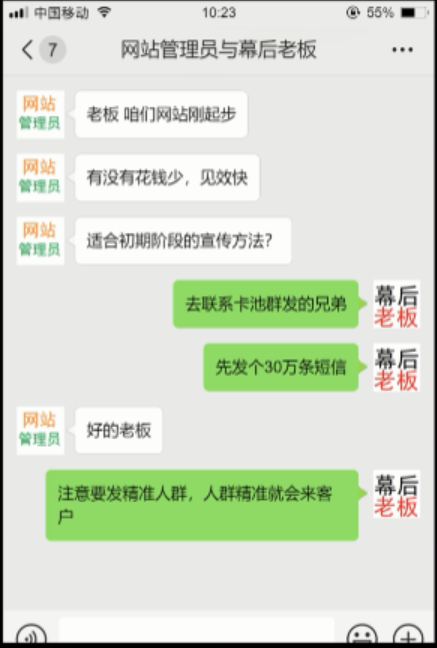 中国移动
10:23
55%
7
网站管理员与幕后老板
网站
管理员
老板 咱们网站刚起步
网站
管理员
有没有花钱少，见效快
网站
管理员
适合初期阶段的宣传方法？
去联系卡池群发的兄弟
幕后
老板
先发个30万条短信
幕后
老板
网站
管理员
好的老板
注意要发精准人群，人群精准就会来客
户
幕后
老板